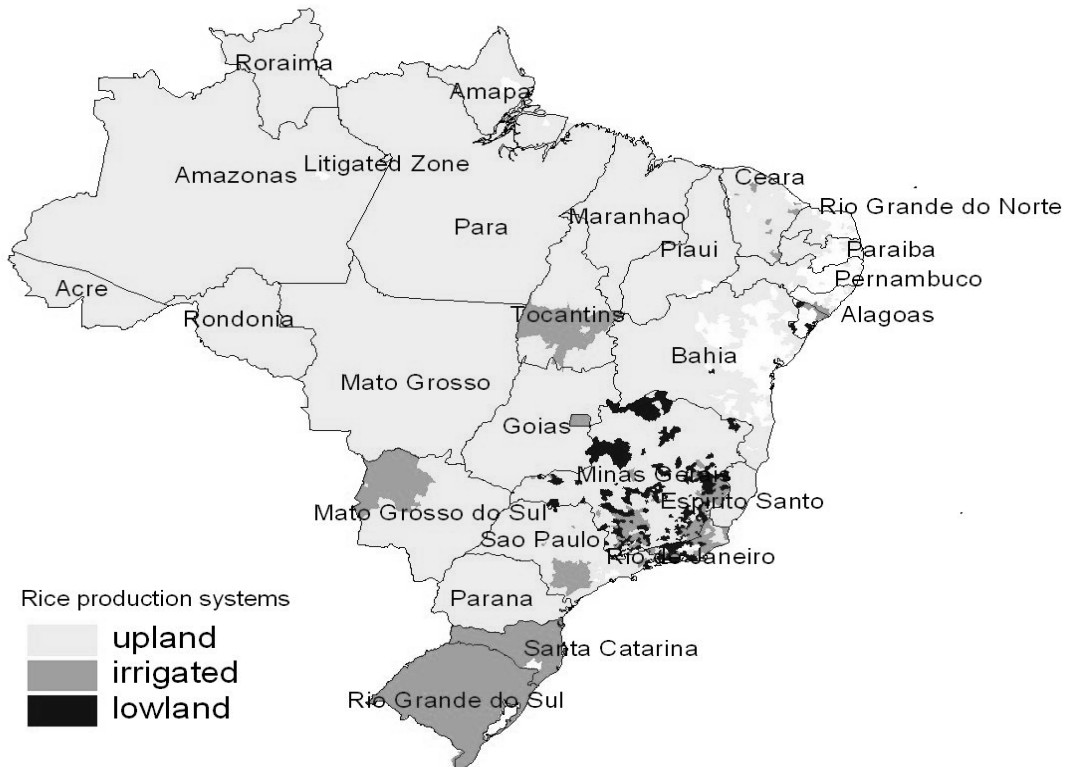 Roraima
Amapa
Litigated Zone
Amazonas
Ceara
Rio Grande do Norte
Maranhao
Para
Piaui
Paraiba
Pernambuco
Acre
Rondonia
Tocantins
Alagoas
Bahia
Mato Grosso
Goias
Minas Gerais
Espirito Santo
Mato Grosso do Sul
Sao Paulo
Rio de Janeiro
Parana
Santa Catarina
Rio Grande do Sul
Rice production systems
upland
irrigated
lowland